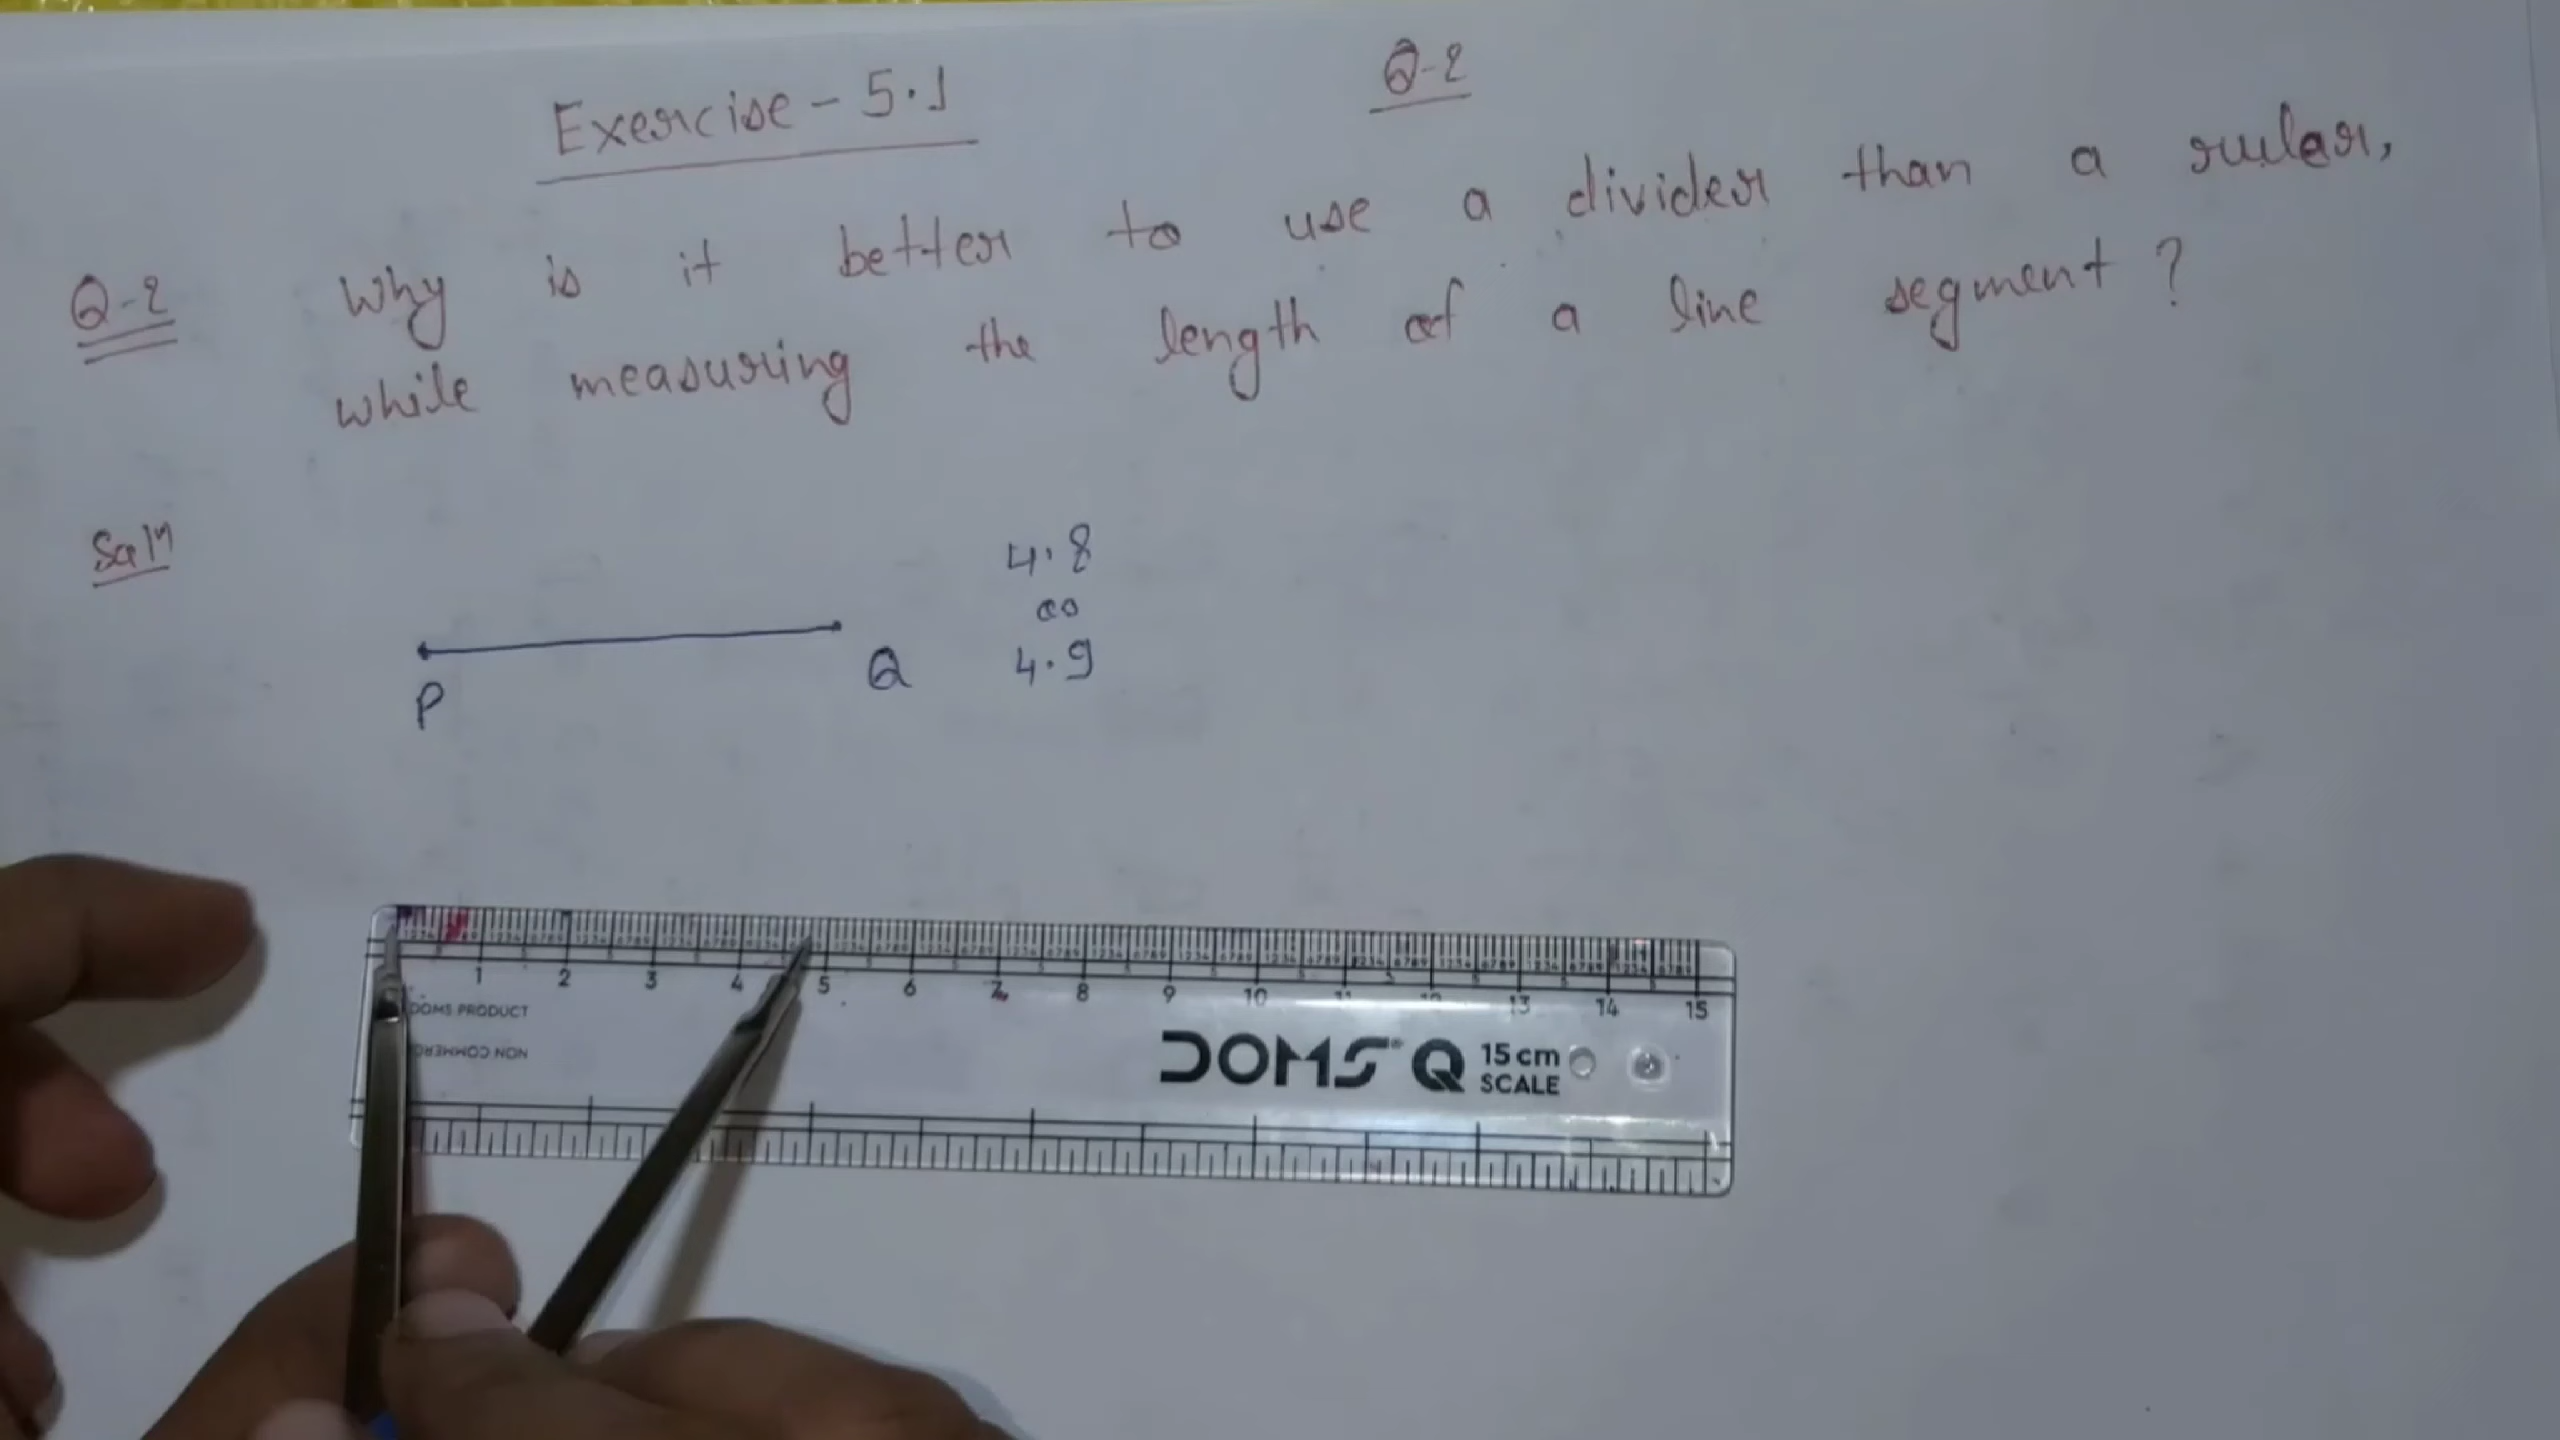 Exercise - 5.1
Q-2
Q-2 Why is it better to use a divider than a ruler,
while measuring the length of a line segment?
Soln
4.8
4.9
P
Q
1 2 3 4 5 6 7 8 9 10 11 12 13 14 15
DOMS PRODUCT
DOMS Q 15 cm
SCALE